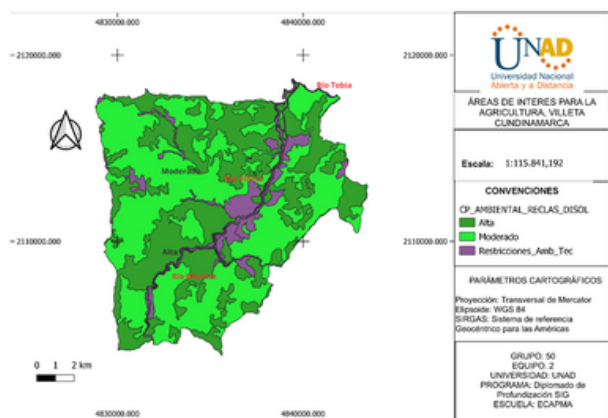 4830000.000
4840000.000
2120000.000
2120000.000
Río Tobia
Moderado
Alta
2110000.000
2110000.000
0 1 2 km
4830000.000
4840000.000
UNAD
Universidad Nacional
Abierta y a Distancia
ÁREAS DE INTERES PARA LA
AGRICULTURA, VILLETA
CUNDINAMARCA
Escala: 1:115.841,192
CONVENCIONES
CP_AMBIENTAL_RECLAS_DISOL
Alta
Moderado
Restricciones_Amb_Tec
PARÁMETROS CARTOGRÁFICOS
Proyección: Transversal de Mercator
Elipsoide: WGS 84
SIRGAS: Sistema de referencia
Geocéntrico para las Américas
GRUPO: 50
EQUIPO: 2
UNIVERSIDAD: UNAD
PROGRAMA: Diplomado de
Profundización SIG
ESCUELA: ECAPMA